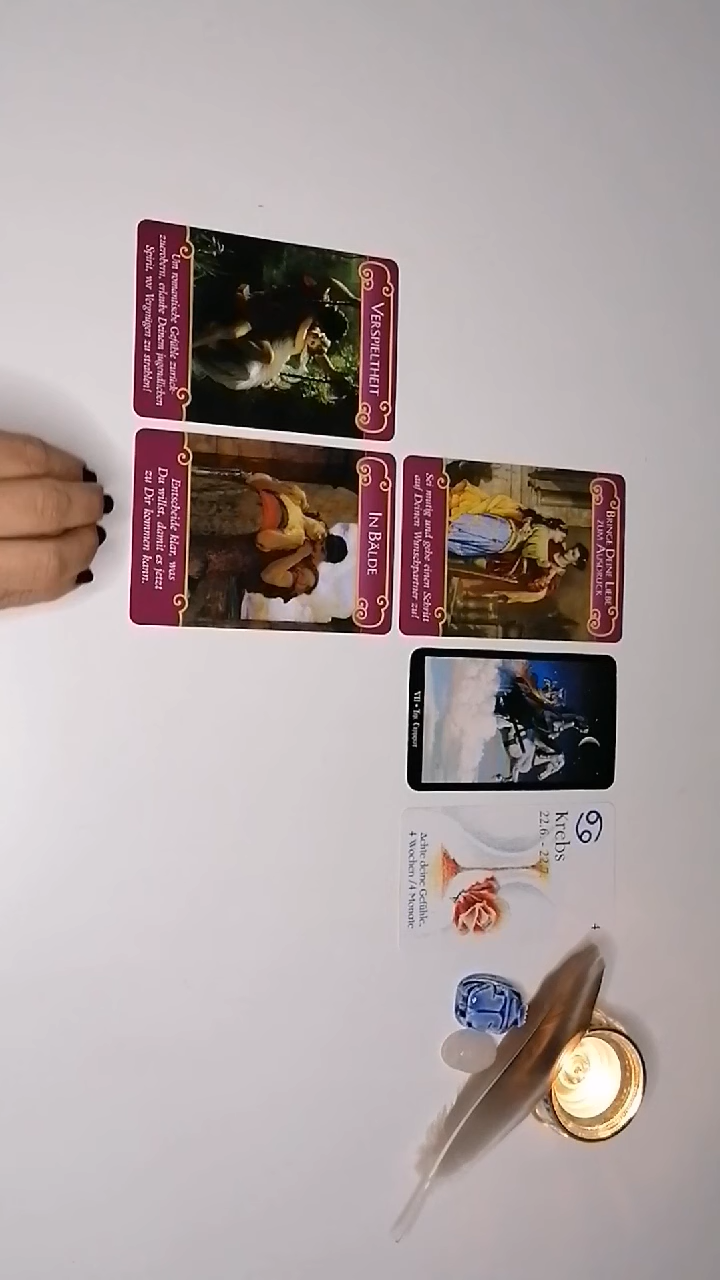 Krebs
22.6. - 22.7
Achte deine Gefühle.
4 Wochen / 4 Monate
4
VII • The Chariot
BRINGE DEINE LIEBE
ZUM AUSDRUCK
Sei mutig und gehe einen Schritt
auf Deinen Wunschpartner zu!
VERSPIELTHEIT
Um romantische Gefühle zurück
zuerobern, erlaube Deinem jugendlichen
Spirit, vor Vergnügen zu strahlen!
IN BÄLDE
Entscheide klar, was
Du willst, damit es jetzt
zu Dir kommen kann.